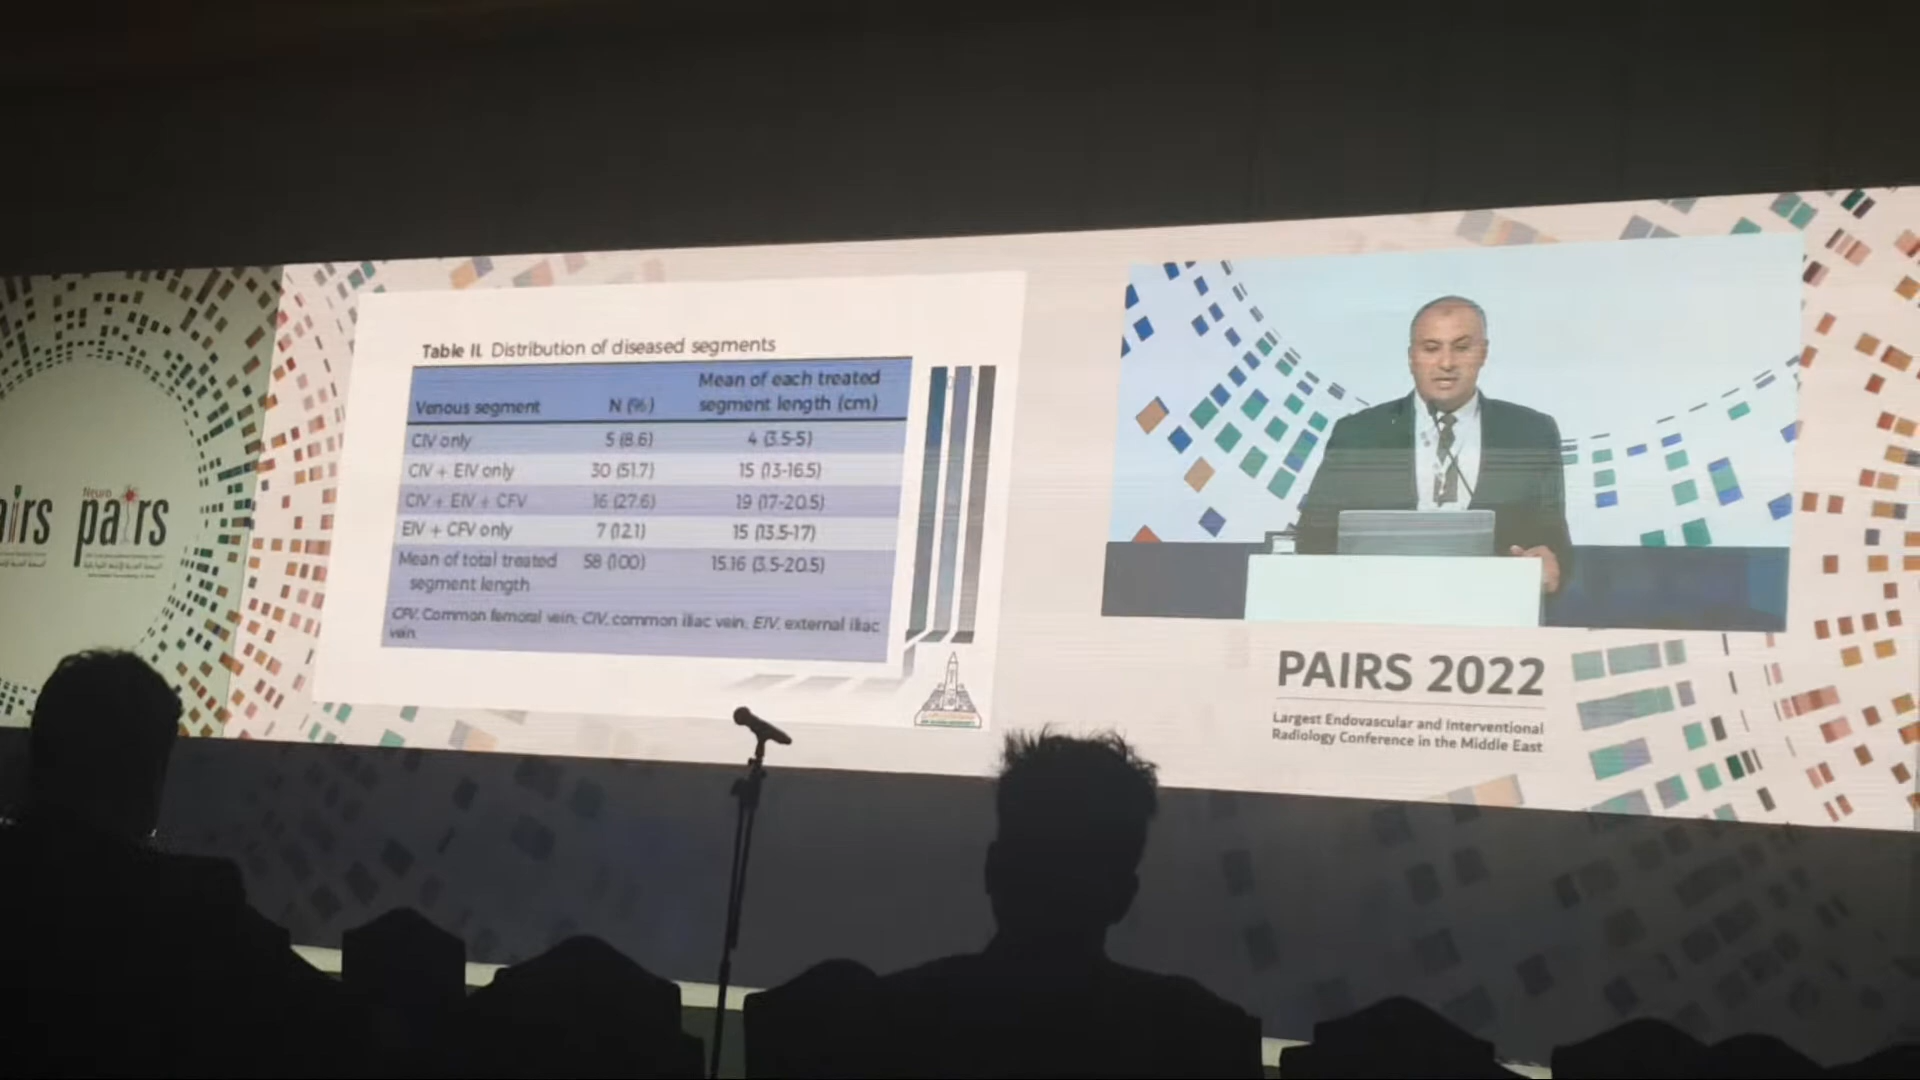 airs
Neuro
pairs
Table II. Distribution of diseased segments
Venous segment N (%) Mean of each treated segment length (cm)
CIV only 5 (8.6) 4 (3.5-5)
CIV + EIV only 30 (51.7) 15 (13-16.5)
CIV + EIV + CFV 16 (27.6) 19 (17-20.5)
EIV + CFV only 7 (12.1) 15 (13.5-17)
Mean of total treated 58 (100) 15.16 (3.5-20.5)
segment length
CFV, Common femoral vein; CIV, common iliac vein; EIV, external iliac
vein.
PAIRS 2022
Largest Endovascular and Interventional
Radiology Conference in the Middle East